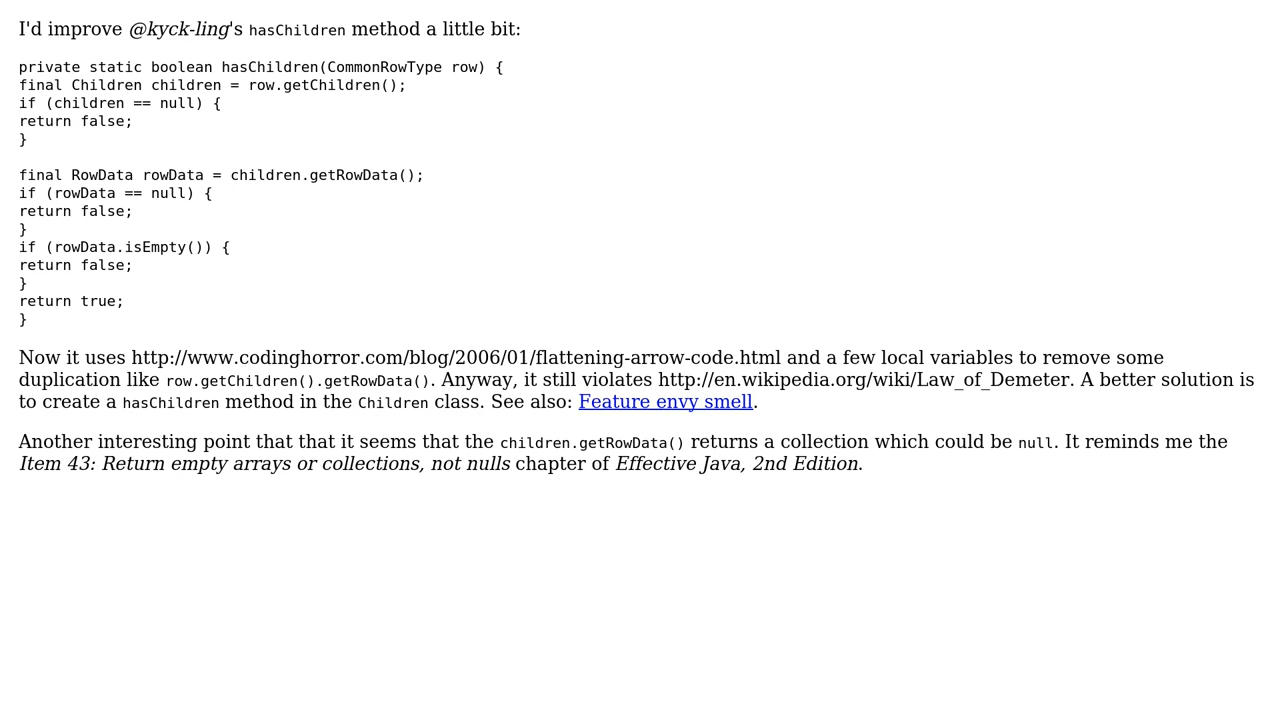 I'd improve @kyck-ling's hasChildren method a little bit:
private static boolean hasChildren(CommonRowType row) {
final Children children = row.getChildren();
if (children == null) {
return false;
}
final RowData rowData = children.getRowData();
if (rowData == null) {
return false;
}
if (rowData.isEmpty()) {
return false;
}
return true;
}
Now it uses http://www.codinghorror.com/blog/2006/01/flattening-arrow-code.html and a few local variables to remove some
duplication like row.getChildren().getRowData(). Anyway, it still violates http://en.wikipedia.org/wiki/Law_of_Demeter. A better solution is
to create a hasChildren method in the Children class. See also: Feature envy smell.
Another interesting point that that it seems that the children.getRowData() returns a collection which could be null. It reminds me the
Item 43: Return empty arrays or collections, not nulls chapter of Effective Java, 2nd Edition.